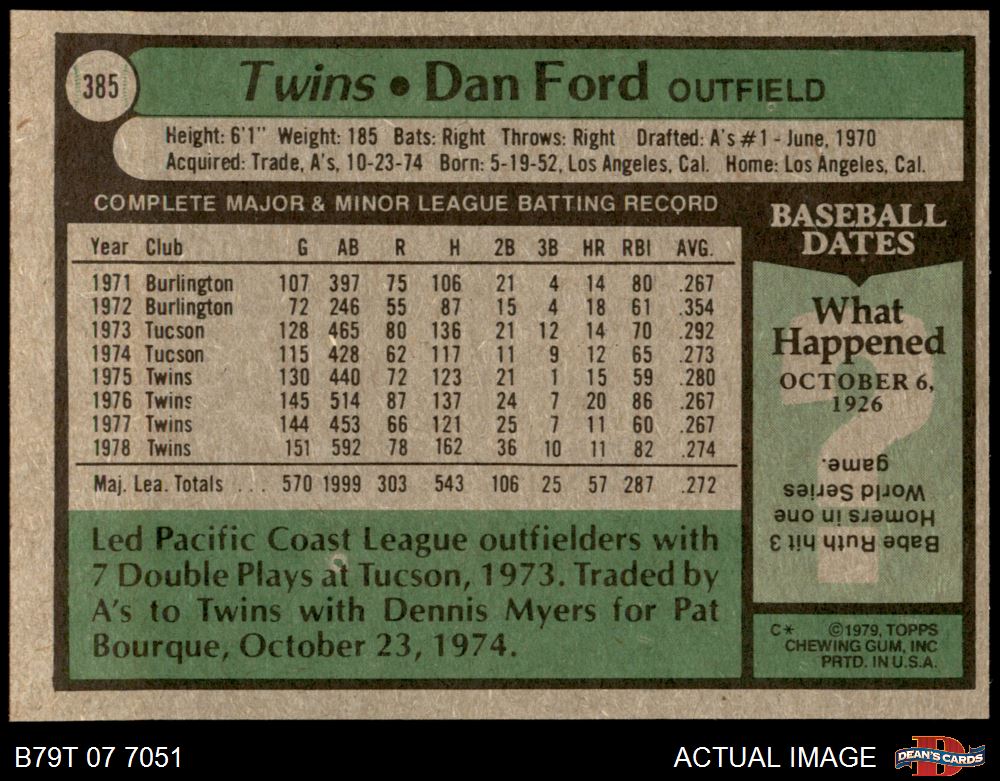 385
Twins • Dan Ford OUTFIELD
Height: 6'1" Weight: 185 Bats: Right Throws: Right Drafted: A's #1 - June, 1970
Acquired: Trade, A's, 10-23-74 Born: 5-19-52, Los Angeles, Cal. Home: Los Angeles, Cal.
COMPLETE MAJOR & MINOR LEAGUE BATTING RECORD
Year Club G AB R H 2B 3B HR RBI AVG.
1971 Burlington 107 397 75 106 21 4 14 80 .267
1972 Burlington 72 246 55 87 15 4 18 61 .354
1973 Tucson 128 465 80 136 21 12 14 70 .292
1974 Tucson 115 428 62 117 11 9 12 65 .273
1975 Twins 130 440 72 123 21 1 15 59 .280
1976 Twins 145 514 87 137 24 7 20 86 .267
1977 Twins 144 453 66 121 25 7 11 60 .267
1978 Twins 151 592 78 162 36 10 11 82 .274
Maj. Lea. Totals ... 570 1999 303 543 106 25 57 287 .272
Led Pacific Coast League outfielders with
7 Double Plays at Tucson, 1973. Traded by
A's to Twins with Dennis Myers for Pat
Bourque, October 23, 1974.
BASEBALL
DATES
What
Happened
OCTOBER 6,
1926
?
Babe Ruth hit 3
Homers in one
World Series
game.
C* ©1979, TOPPS
CHEWING GUM, INC
PRTD. IN U.S.A.
B79T 07 7051
ACTUAL IMAGE
D
DEAN'S CARDS